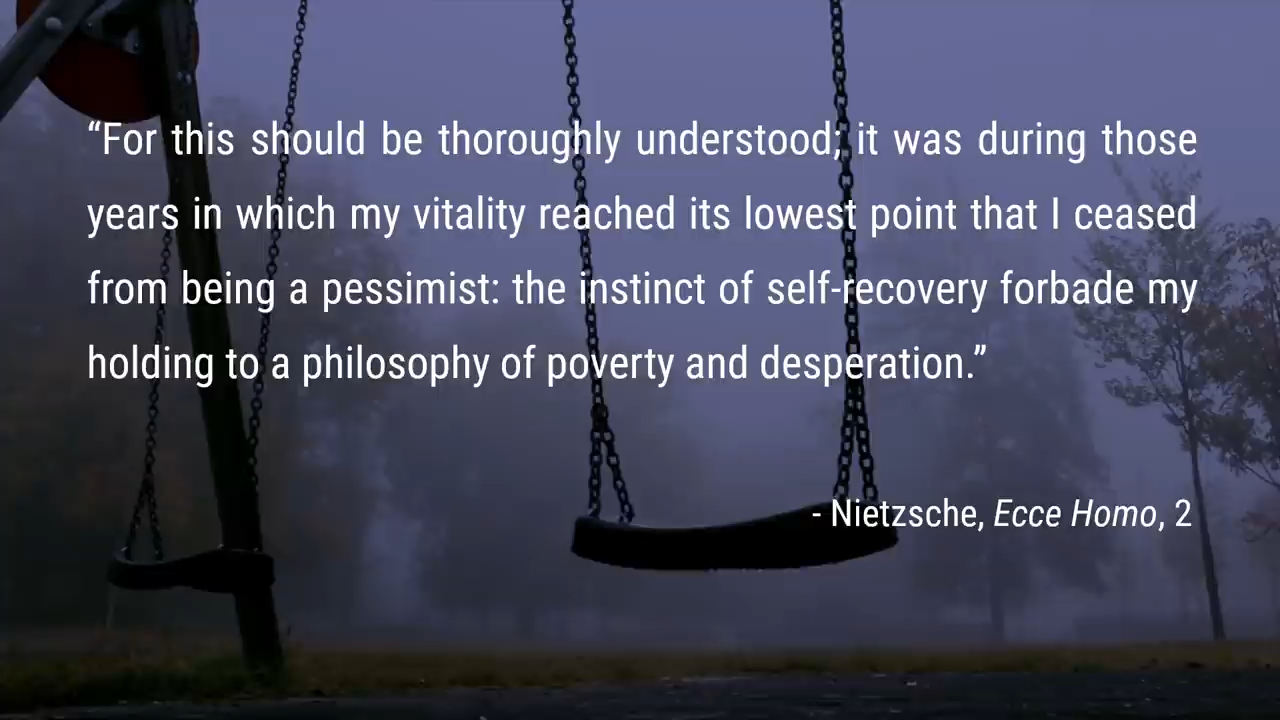 “For this should be thoroughly understood; it was during those
years in which my vitality reached its lowest point that I ceased
from being a pessimist: the instinct of self-recovery forbade my
holding to a philosophy of poverty and desperation.”
- Nietzsche, Ecce Homo, 2